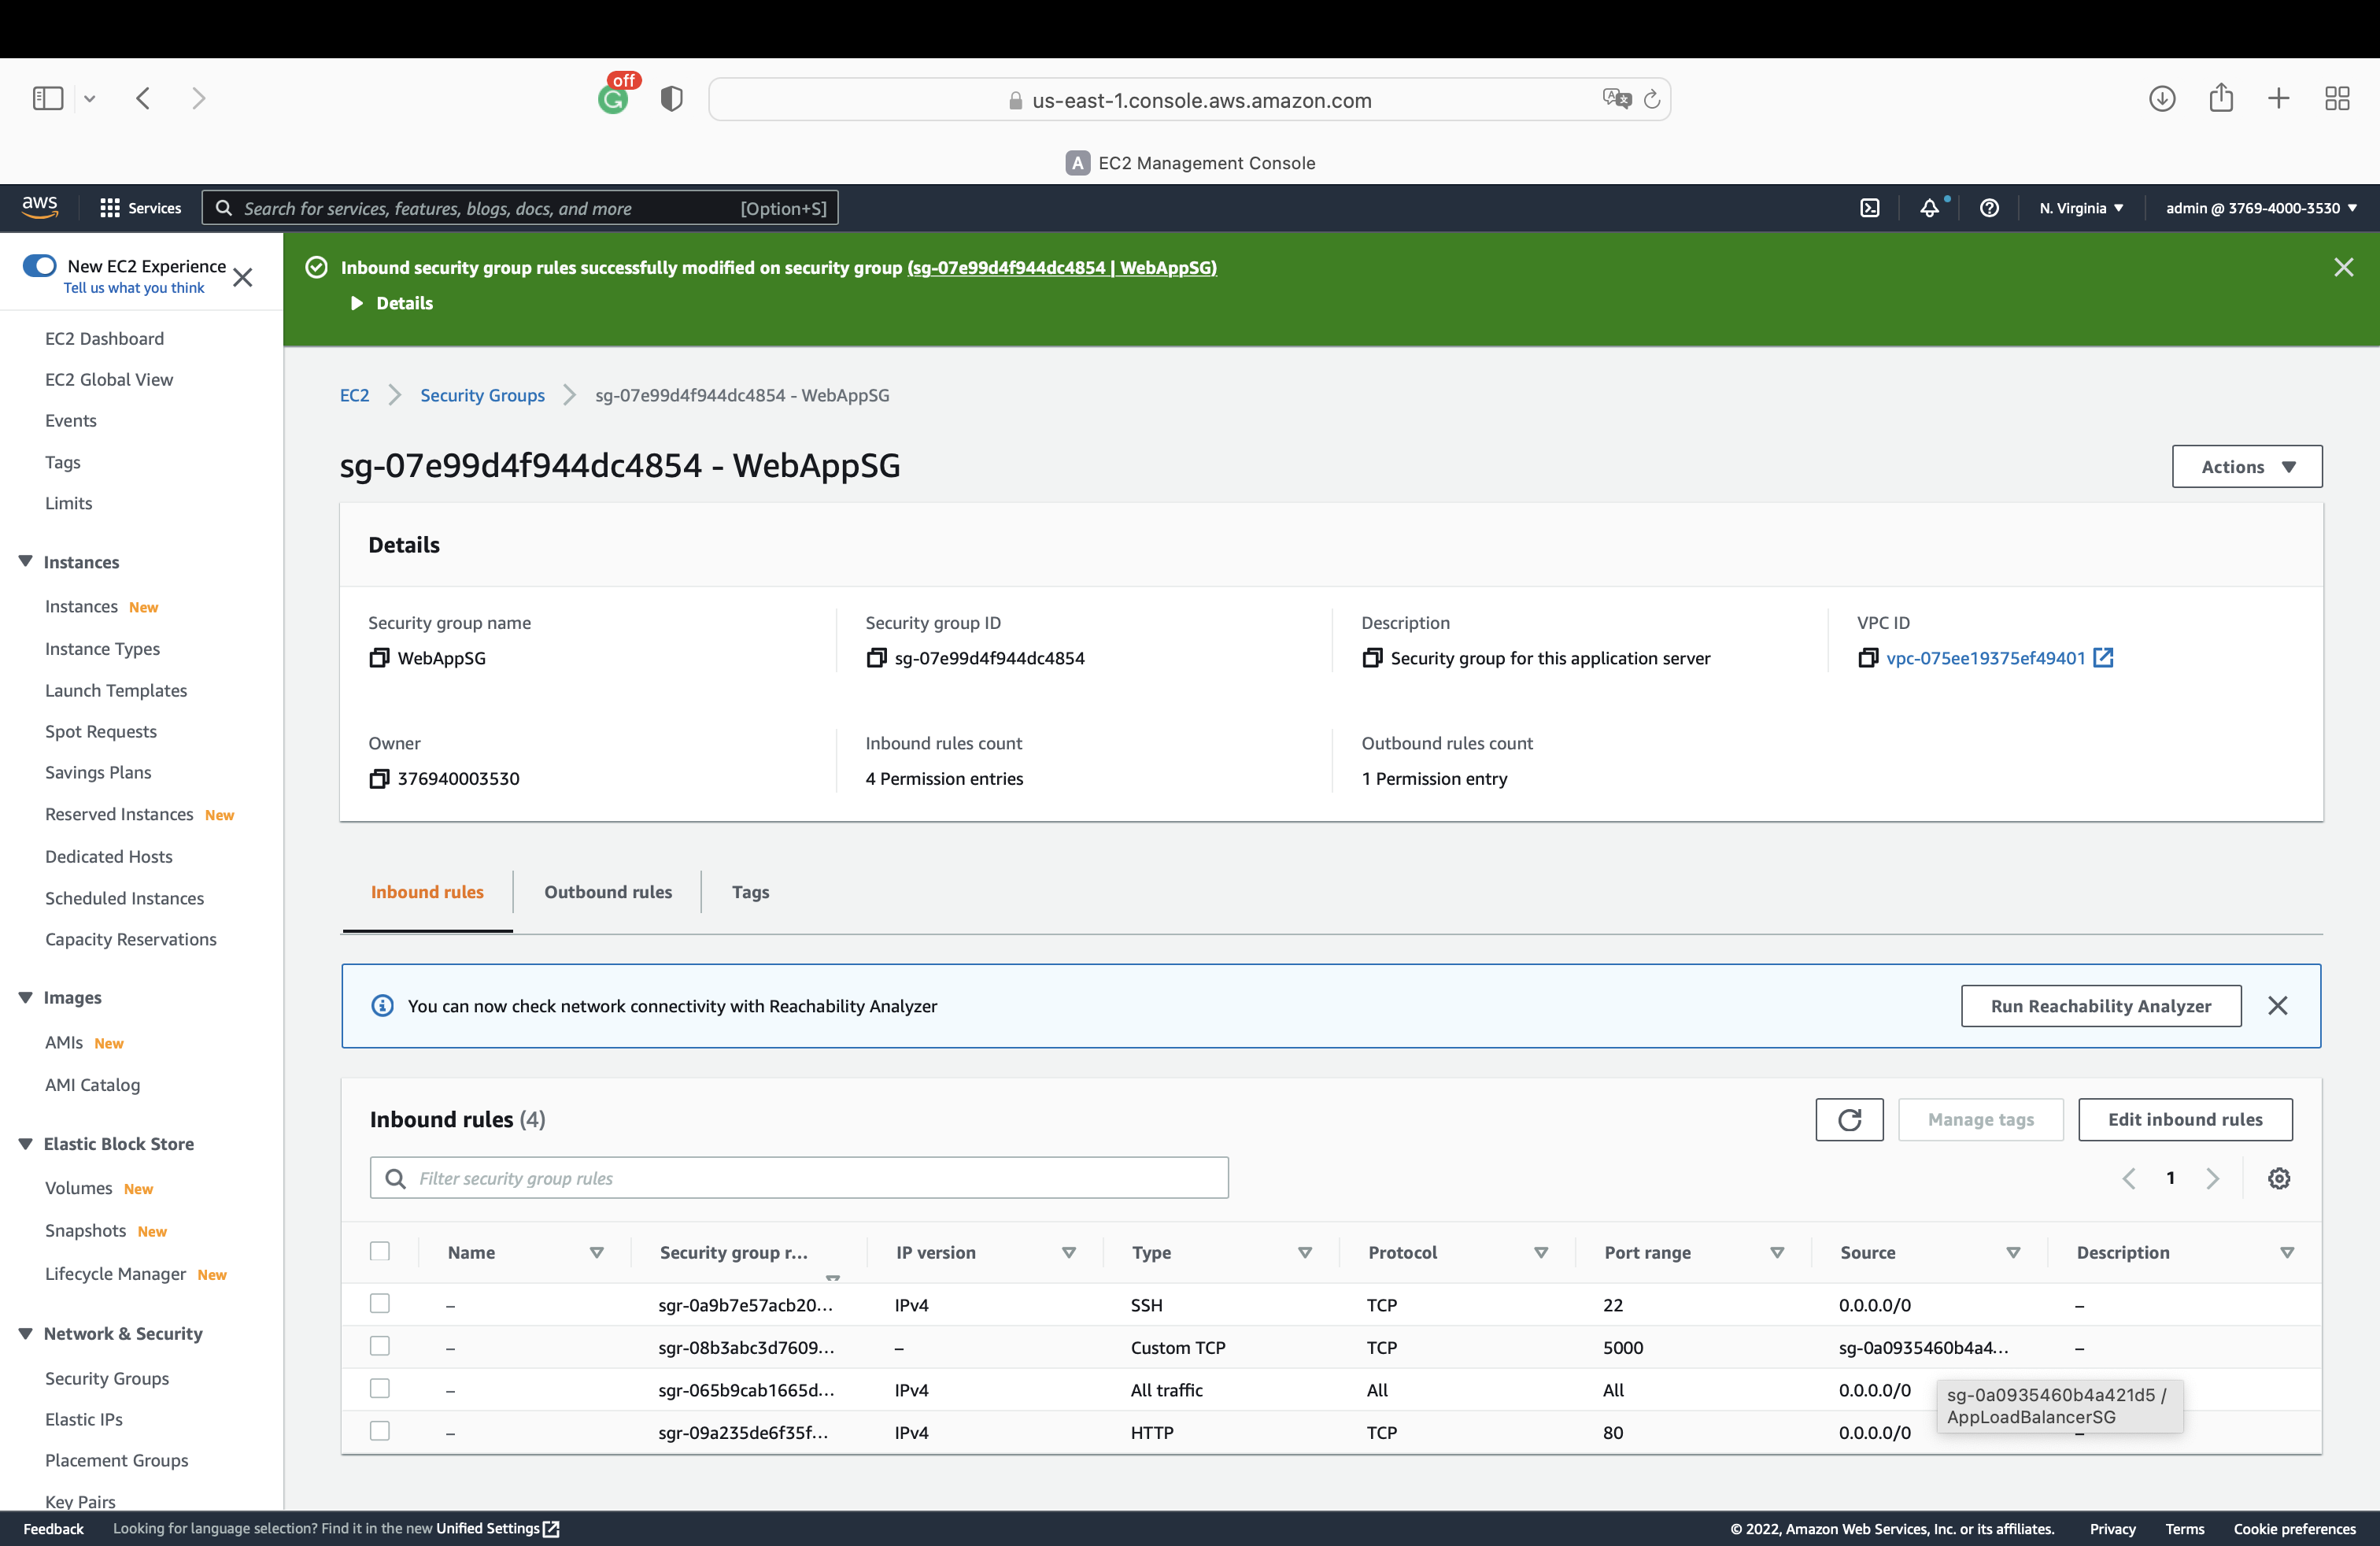 off
us-east-1.console.aws.amazon.com
A EC2 Management Console
aws Services Search for services, features, blogs, docs, and more [Option+S] N. Virginia admin @ 3769-4000-3530
New EC2 Experience
Tell us what you think
EC2 Dashboard
EC2 Global View
Events
Tags
Limits
Instances
Instances New
Instance Types
Launch Templates
Spot Requests
Savings Plans
Reserved Instances New
Dedicated Hosts
Scheduled Instances
Capacity Reservations
Images
AMIs New
AMI Catalog
Elastic Block Store
Volumes New
Snapshots New
Lifecycle Manager New
Network & Security
Security Groups
Elastic IPs
Placement Groups
Key Pairs
Inbound security group rules successfully modified on security group (sg-07e99d4f944dc4854 | WebAppSG)
Details
EC2 Security Groups sg-07e99d4f944dc4854 - WebAppSG
sg-07e99d4f944dc4854 - WebAppSG
Actions
Details
Security group name Security group ID Description VPC ID
WebAppSG sg-07e99d4f944dc4854 Security group for this application server vpc-075ee19375ef49401
Owner Inbound rules count Outbound rules count
376940003530 4 Permission entries 1 Permission entry
Inbound rules Outbound rules Tags
You can now check network connectivity with Reachability Analyzer Run Reachability Analyzer
Inbound rules (4) Manage tags Edit inbound rules
Filter security group rules 1
Name Security group r... IP version Type Protocol Port range Source Description
– sgr-0a9b7e57acb20... IPv4 SSH TCP 22 0.0.0.0/0 –
– sgr-08b3abc3d7609... – Custom TCP TCP 5000 sg-0a0935460b4a4... –
– sgr-065b9cab1665d... IPv4 All traffic All All 0.0.0.0/0
– sgr-09a235de6f35f... IPv4 HTTP TCP 80 0.0.0.0/0 –
sg-0a0935460b4a421d5 /
AppLoadBalancerSG
Feedback Looking for language selection? Find it in the new Unified Settings © 2022, Amazon Web Services, Inc. or its affiliates. Privacy Terms Cookie preferences